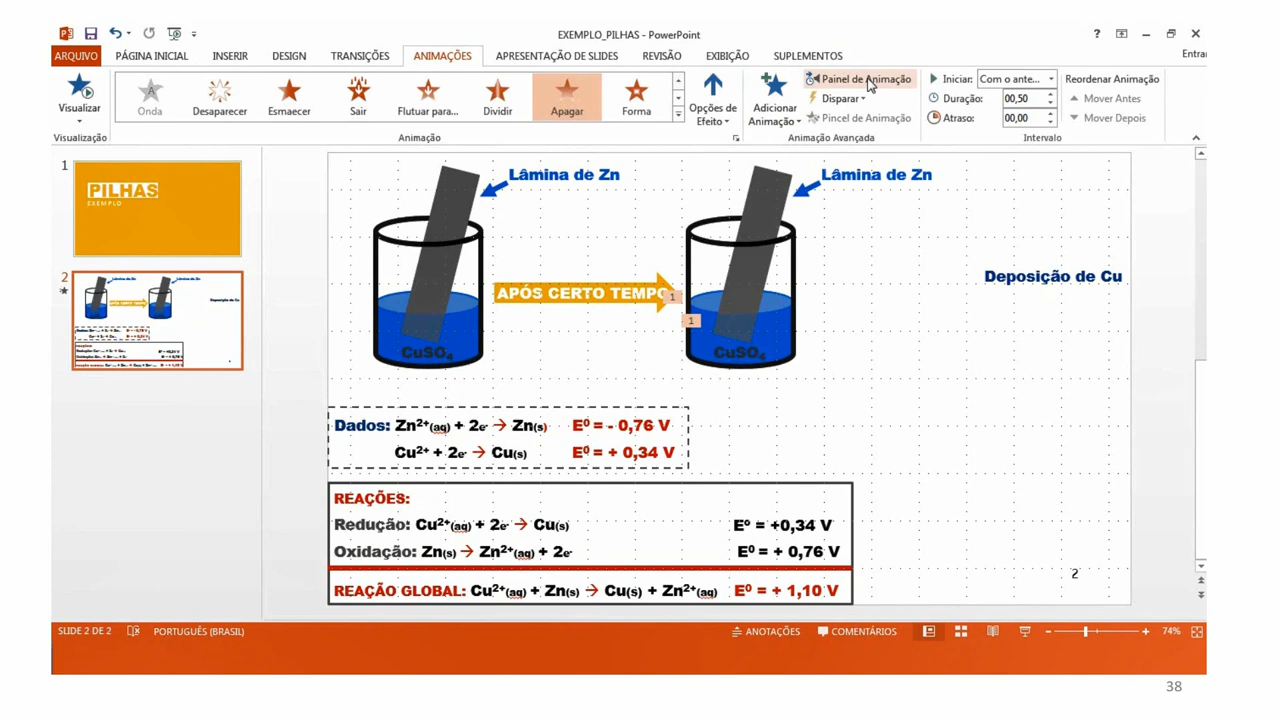 EXEMPLO_PILHAS - PowerPoint
?
ARQUIVO PÁGINA INICIAL INSERIR DESIGN TRANSIÇÕES ANIMAÇÕES APRESENTAÇÃO DE SLIDES REVISÃO EXIBIÇÃO SUPLEMENTOS Entrar
Visualizar
Onda Desaparecer Esmaecer Sair Flutuar para... Dividir Apagar Forma
Opções de Efeito
Adicionar Animação
Painel de Animação
Disparar
Pincel de Animação
Iniciar: Com o ante...
Duração: 00,50
Atraso: 00,00
Reordenar Animação
Mover Antes
Mover Depois
Visualização Animação Animação Avançada Intervalo
1
PILHAS
EXEMPLO
2
Lâmina de Zn
Lâmina de Zn
Deposição de Cu
APÓS CERTO TEMPO
1
1
CuSO₄
CuSO₄
Dados: Zn²⁺(aq) + 2e⁻ → Zn(s) E⁰ = - 0,76 V
Cu²⁺ + 2e⁻ → Cu(s) E⁰ = + 0,34 V
REAÇÕES:
Redução: Cu²⁺(aq) + 2e⁻ → Cu(s) Eº = +0,34 V
Oxidação: Zn(s) → Zn²⁺(aq) + 2e⁻ E⁰ = + 0,76 V
REAÇÃO GLOBAL: Cu²⁺(aq) + Zn(s) → Cu(s) + Zn²⁺(aq) E⁰ = + 1,10 V
2
SLIDE 2 DE 2 PORTUGUÊS (BRASIL) ANOTAÇÕES COMENTÁRIOS 74%
38